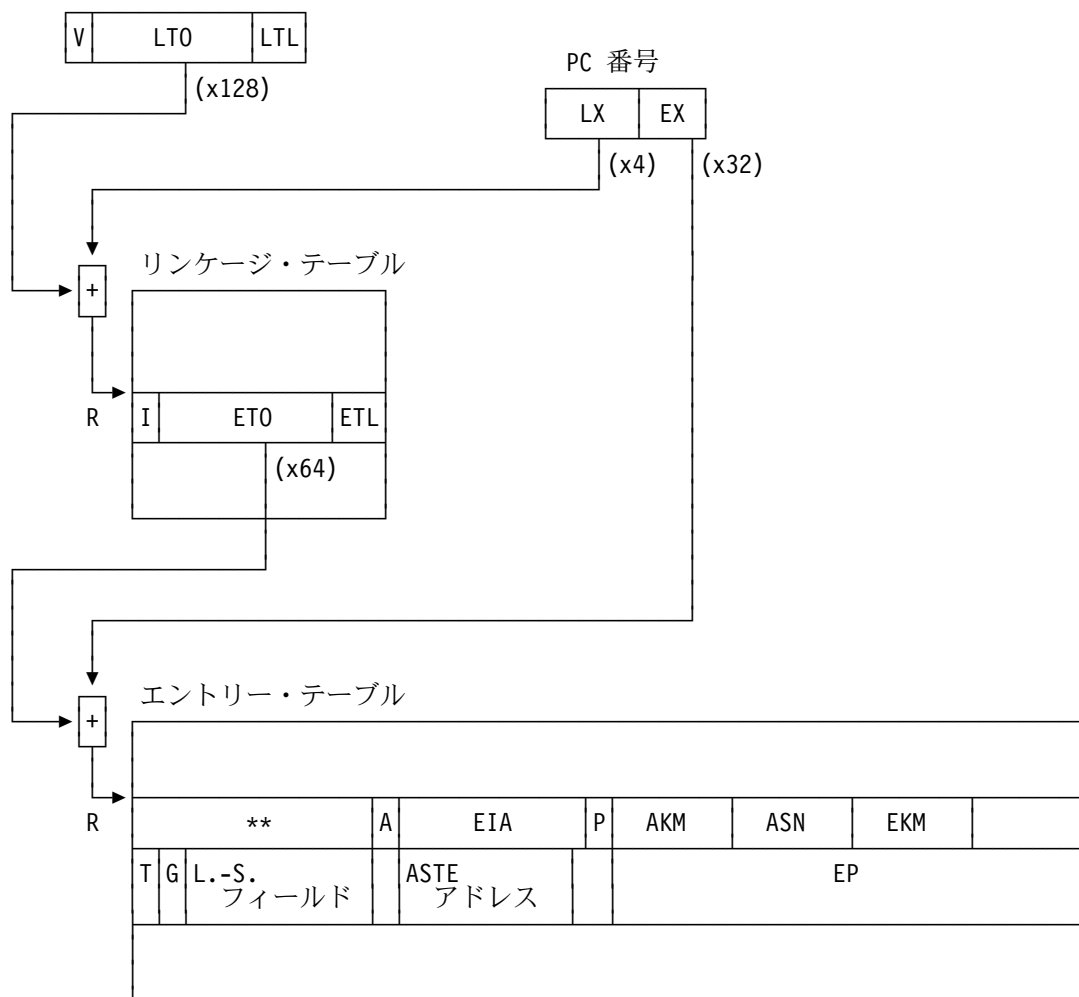 V LTO LTL
(x128)
PC 番号
LX EX
(x4) (x32)
リンケージ・テーブル
+
R I ETO ETL
(x64)
エントリー・テーブル
+
R ** A EIA P AKM ASN EKM
T G L.-S. ASTE EP
フィールド アドレス